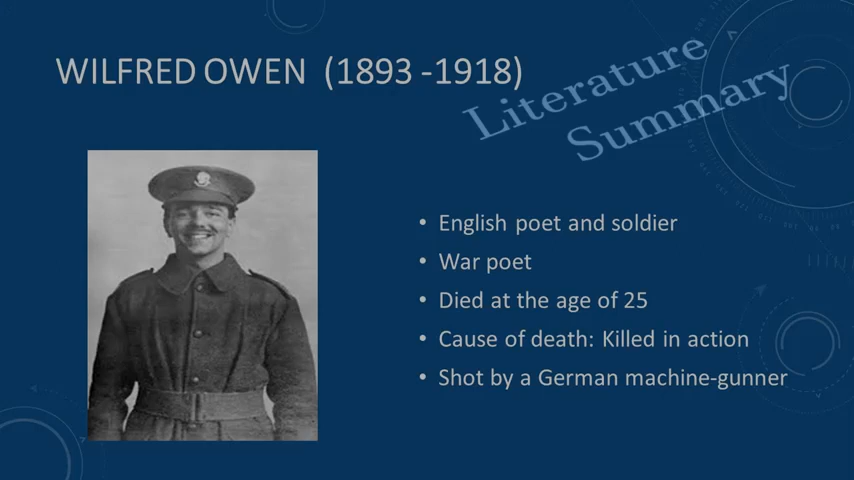 WILFRED OWEN (1893 -1918)
Literature
Summary
• English poet and soldier
• War poet
• Died at the age of 25
• Cause of death: Killed in action
• Shot by a German machine-gunner